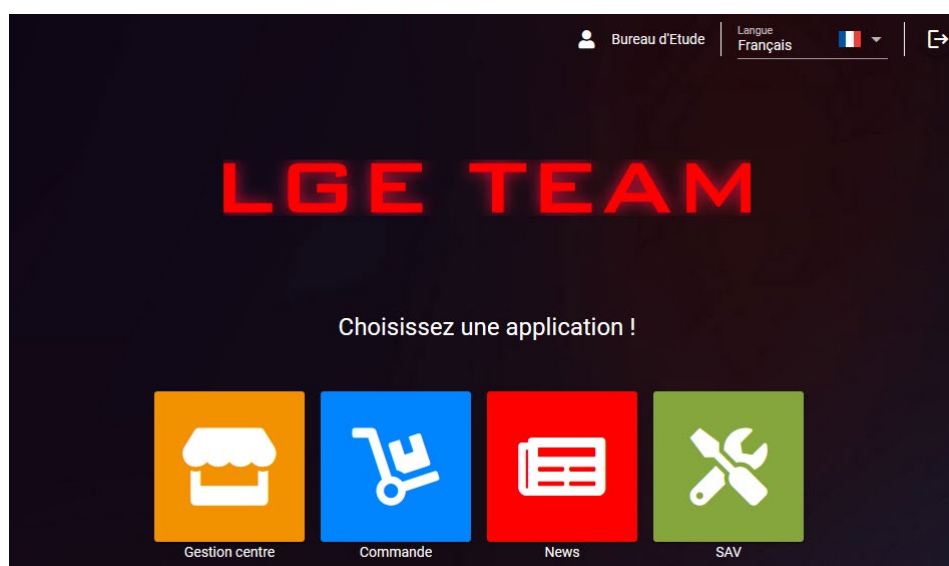 Bureau d'Etude
Langue
Français
LGE TEAM
Choisissez une application !
Gestion centre
Commande
News
SAV